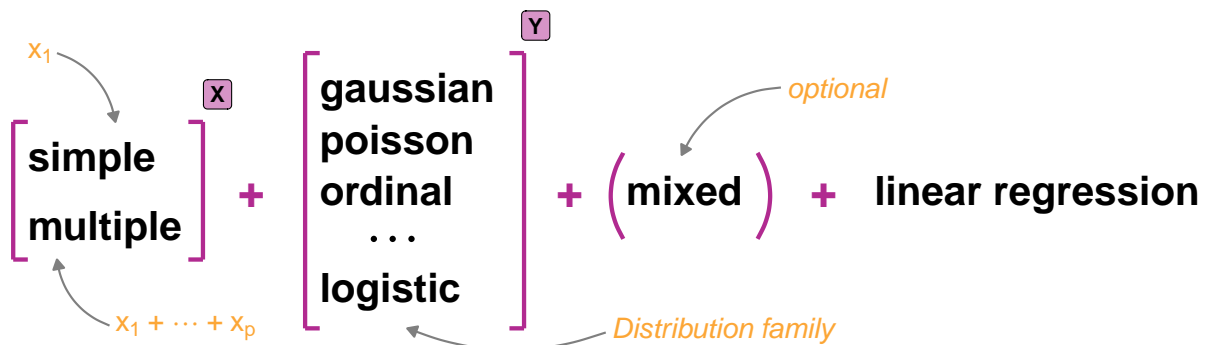 x₁
X
simple
multiple
x₁ + ⋯ + xₚ
+
Y
gaussian
poisson
ordinal
⋯
logistic
Distribution family
+
optional
(mixed)
+
linear regression